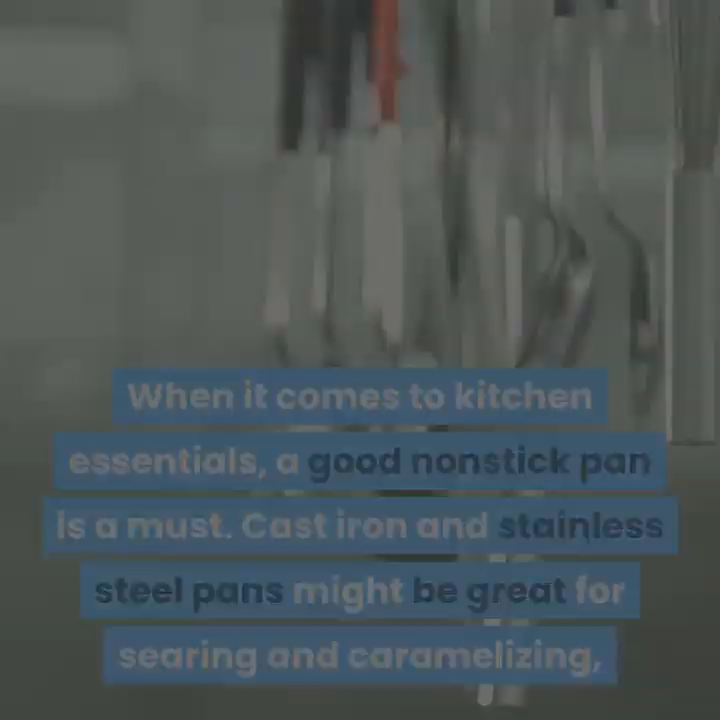 When it comes to kitchen
essentials, a good nonstick pan
is a must. Cast iron and stainless
steel pans might be great for
searing and caramelizing,